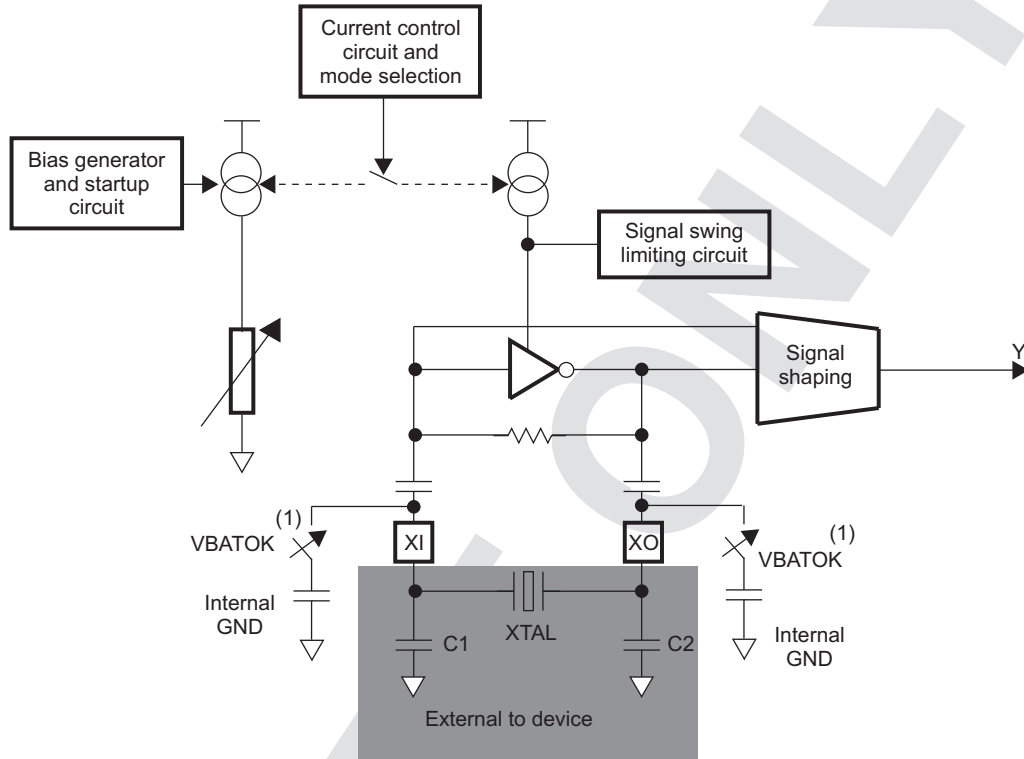 Current control
circuit and
mode selection
Bias generator
and startup
circuit
Signal swing
limiting circuit
Signal
shaping
Y
(1)
VBATOK
XI
XO
(1)
VBATOK
Internal
GND
XTAL
C1
C2
Internal
GND
External to device
ONLY